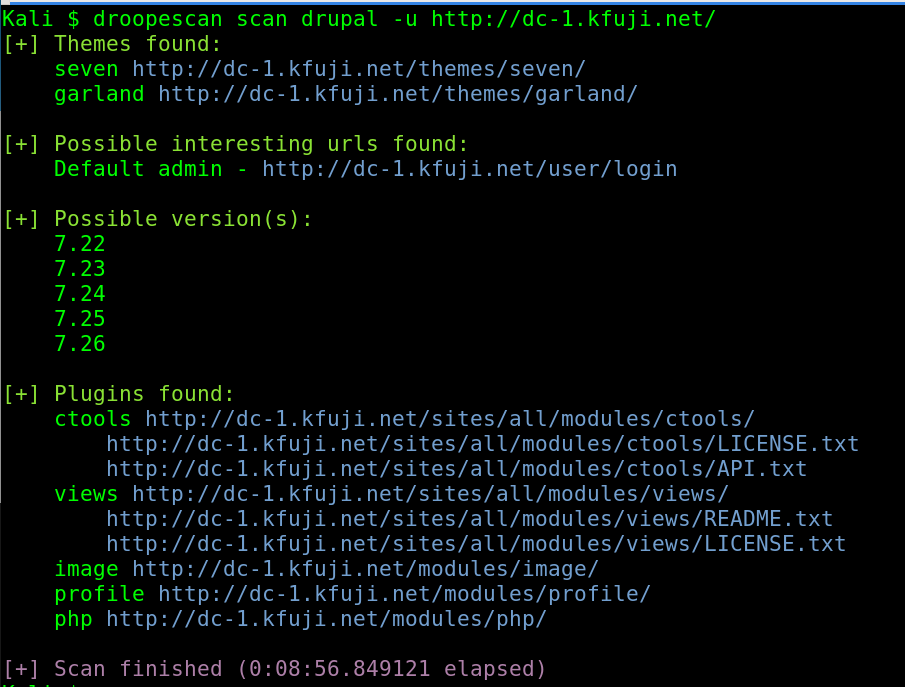 Kali $ droopescan scan drupal -u http://dc-1.kfuji.net/
[+] Themes found:
seven http://dc-1.kfuji.net/themes/seven/
garland http://dc-1.kfuji.net/themes/garland/
[+] Possible interesting urls found:
Default admin - http://dc-1.kfuji.net/user/login
[+] Possible version(s):
7.22
7.23
7.24
7.25
7.26
[+] Plugins found:
ctools http://dc-1.kfuji.net/sites/all/modules/ctools/
http://dc-1.kfuji.net/sites/all/modules/ctools/LICENSE.txt
http://dc-1.kfuji.net/sites/all/modules/ctools/API.txt
views http://dc-1.kfuji.net/sites/all/modules/views/
http://dc-1.kfuji.net/sites/all/modules/views/README.txt
http://dc-1.kfuji.net/sites/all/modules/views/LICENSE.txt
image http://dc-1.kfuji.net/modules/image/
profile http://dc-1.kfuji.net/modules/profile/
php http://dc-1.kfuji.net/modules/php/
[+] Scan finished (0:08:56.849121 elapsed)